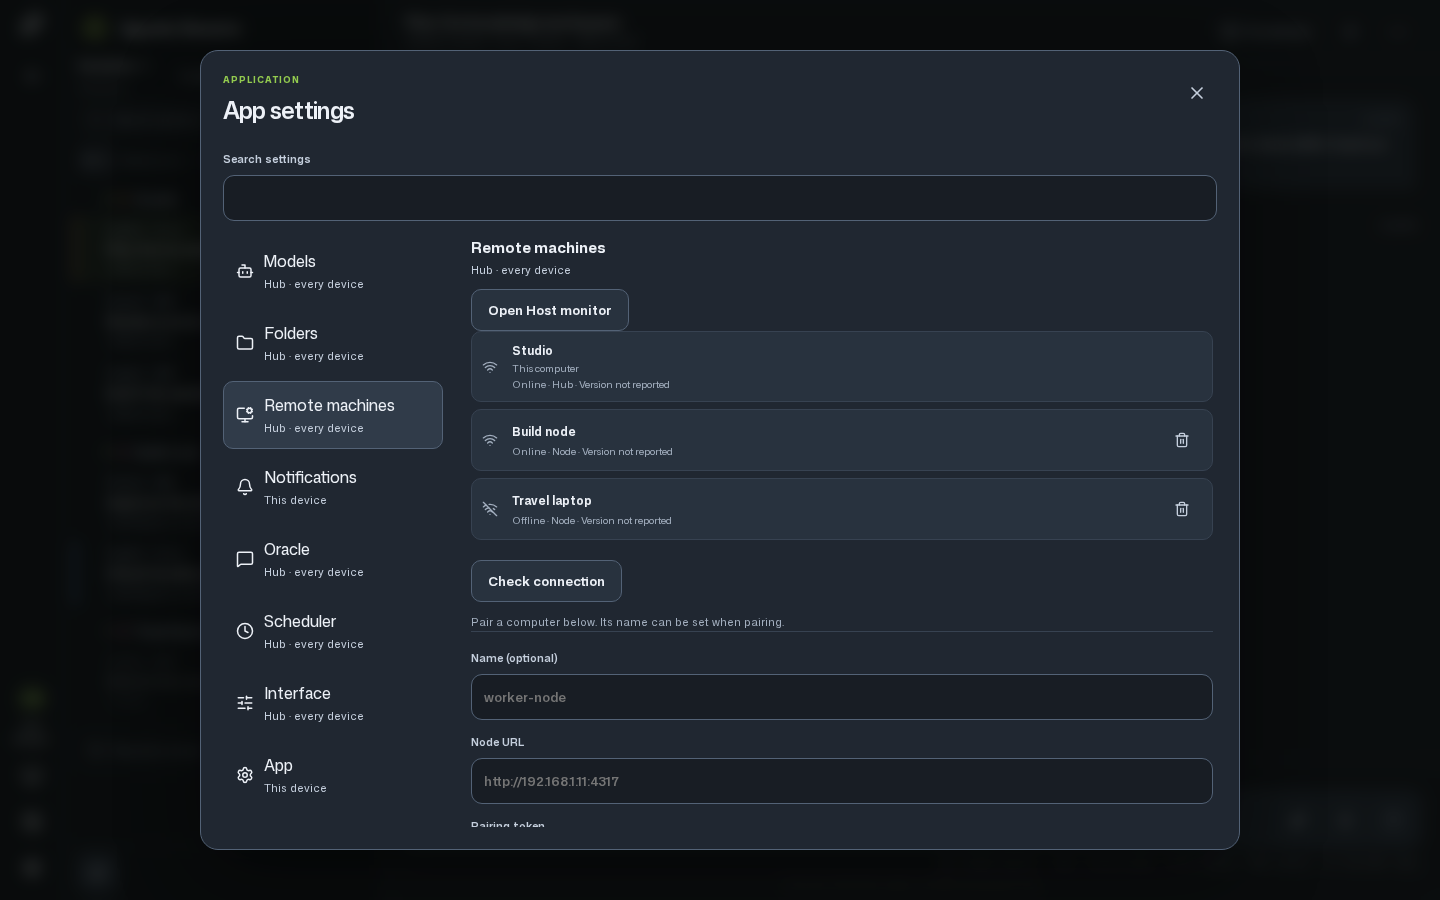 APPLICATION
App settings
Search settings
Models
Hub · every device
Folders
Hub · every device
Remote machines
Hub · every device
Notifications
This device
Oracle
Hub · every device
Scheduler
Hub · every device
Interface
Hub · every device
App
This device
Remote machines
Hub · every device
Open Host monitor
Studio
This computer
Online · Hub · Version not reported
Build node
Online · Node · Version not reported
Travel laptop
Offline · Node · Version not reported
Check connection
Pair a computer below. Its name can be set when pairing.
Name (optional)
worker-node
Node URL
http://192.168.1.11:4317
Pairing token